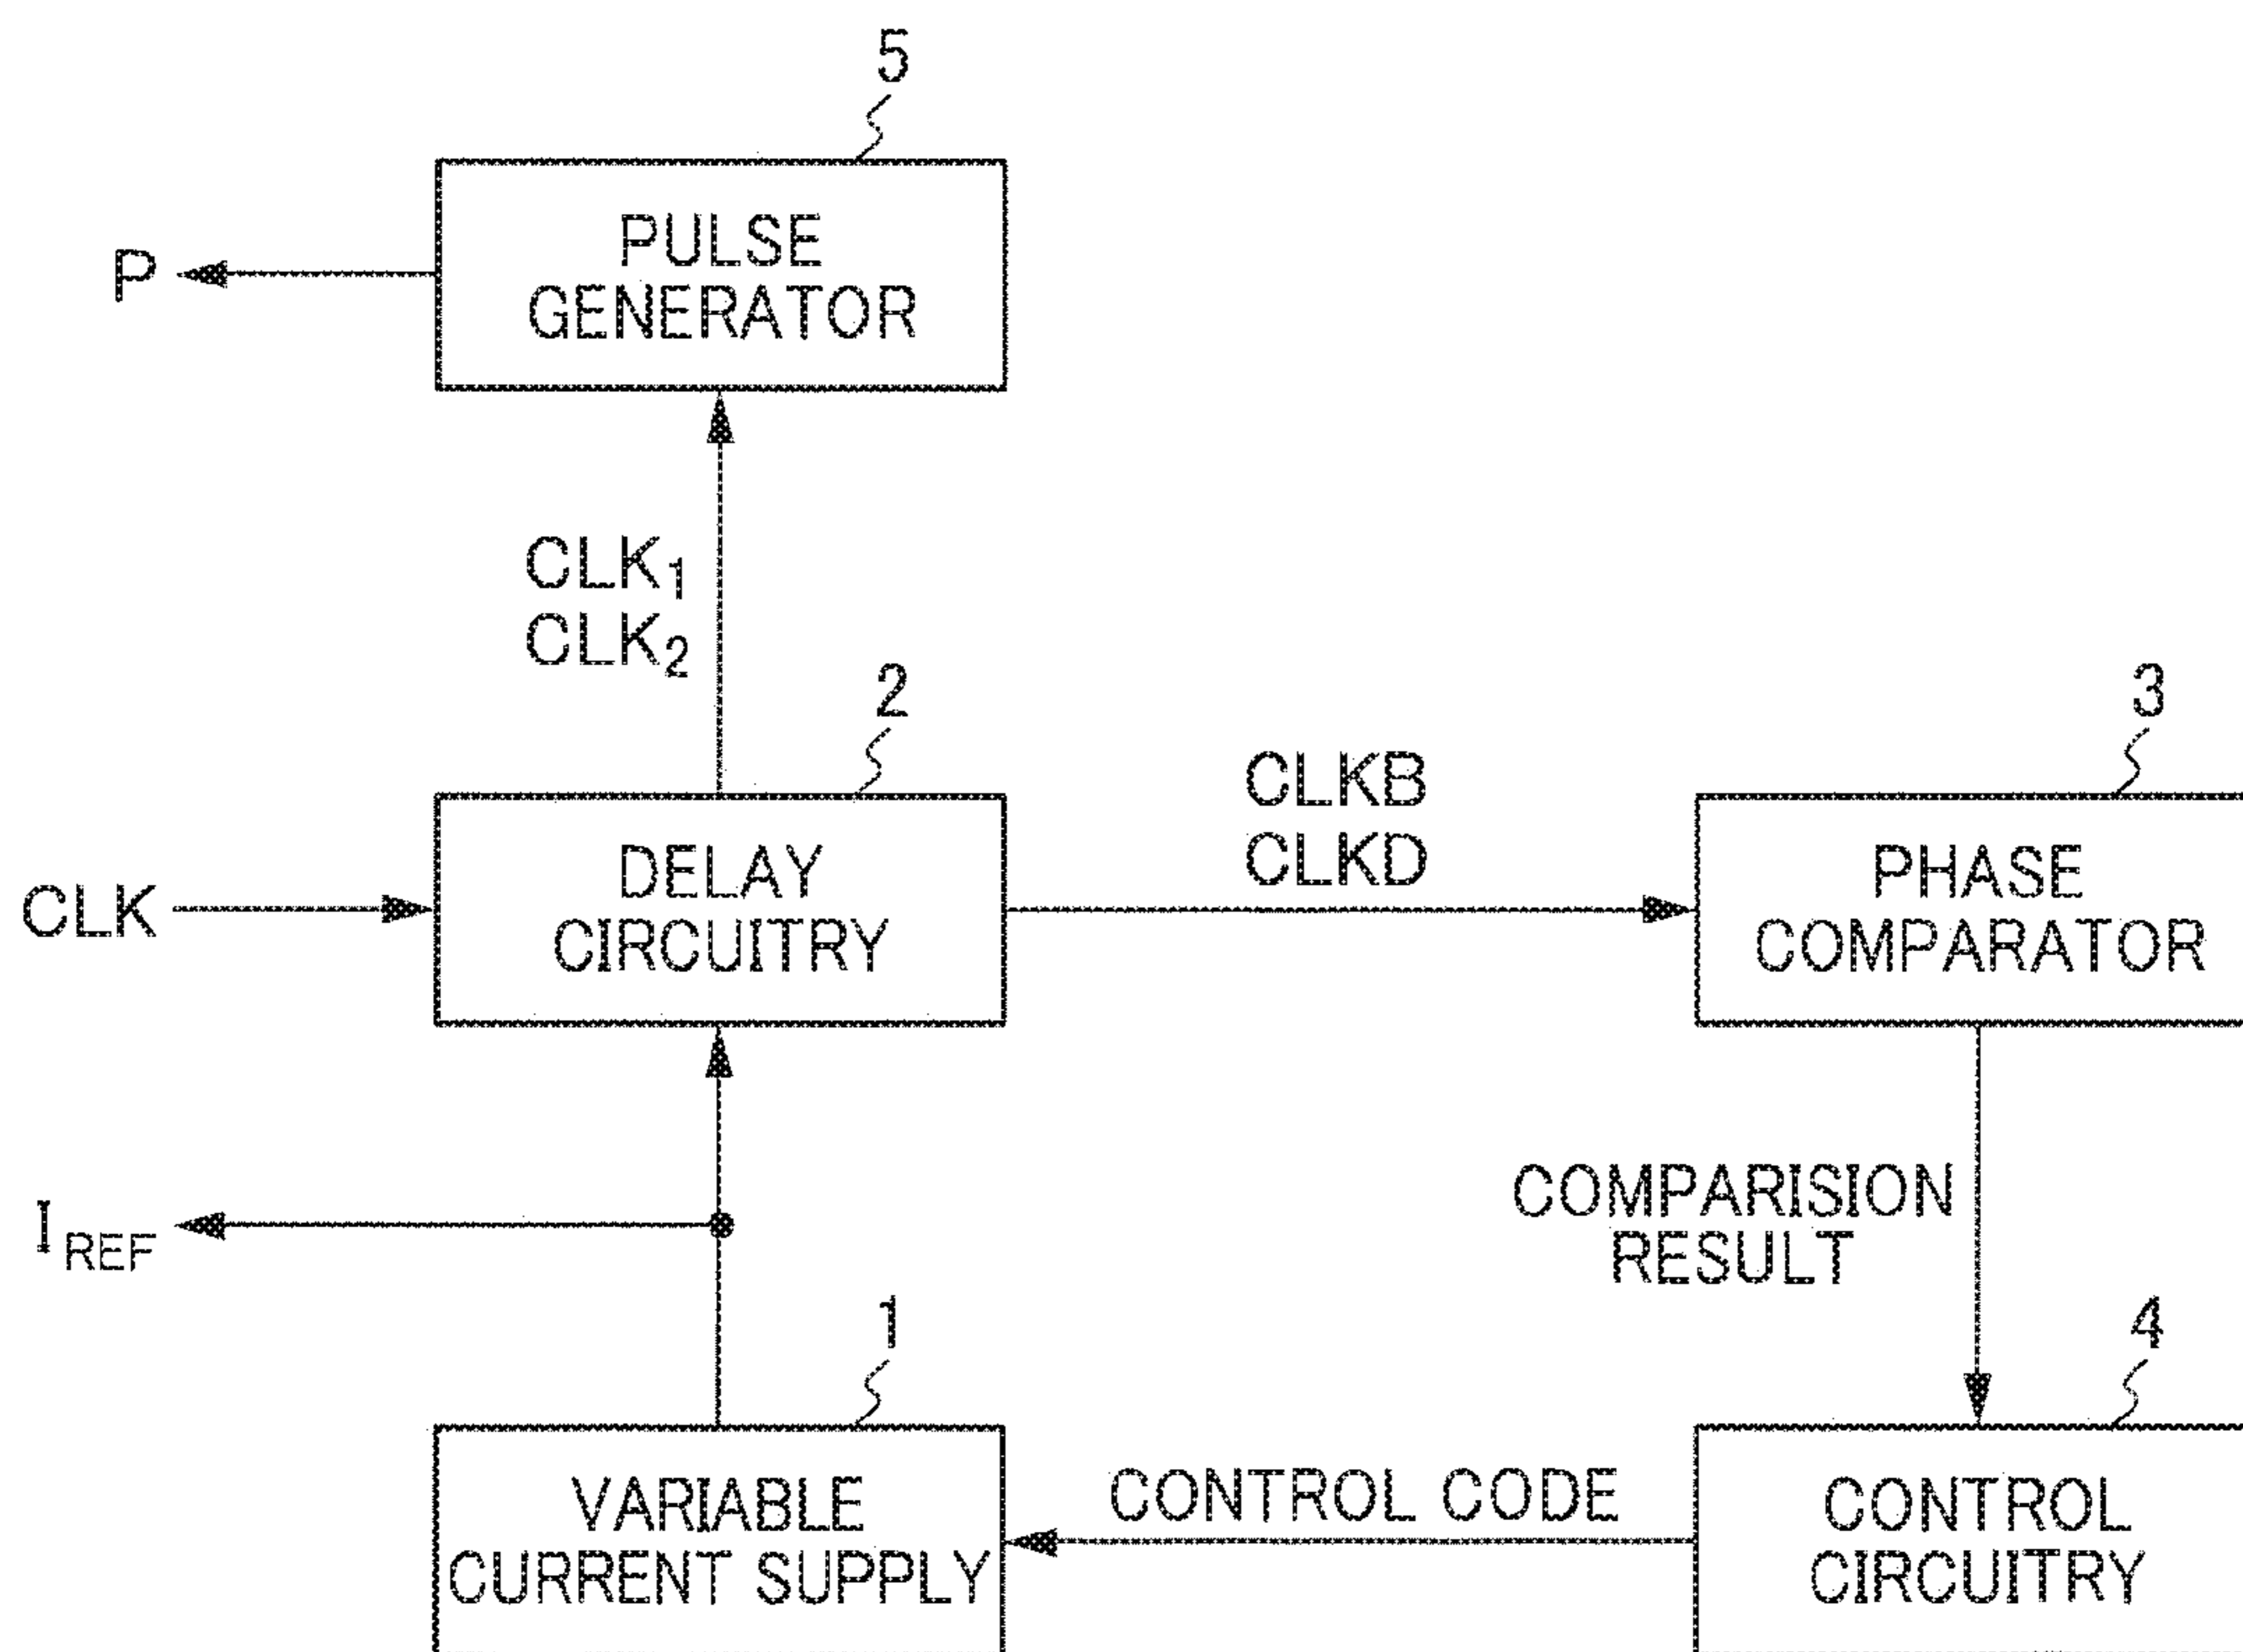 5
PULSE
GENERATOR
P
CLK₁
CLK₂
2
3
CLKB
CLKD
DELAY
CIRCUITRY
PHASE
COMPARATOR
CLK
COMPARISION
RESULT
I REF
1
4
VARIABLE
CURRENT SUPPLY
CONTROL CODE
CONTROL
CIRCUITRY